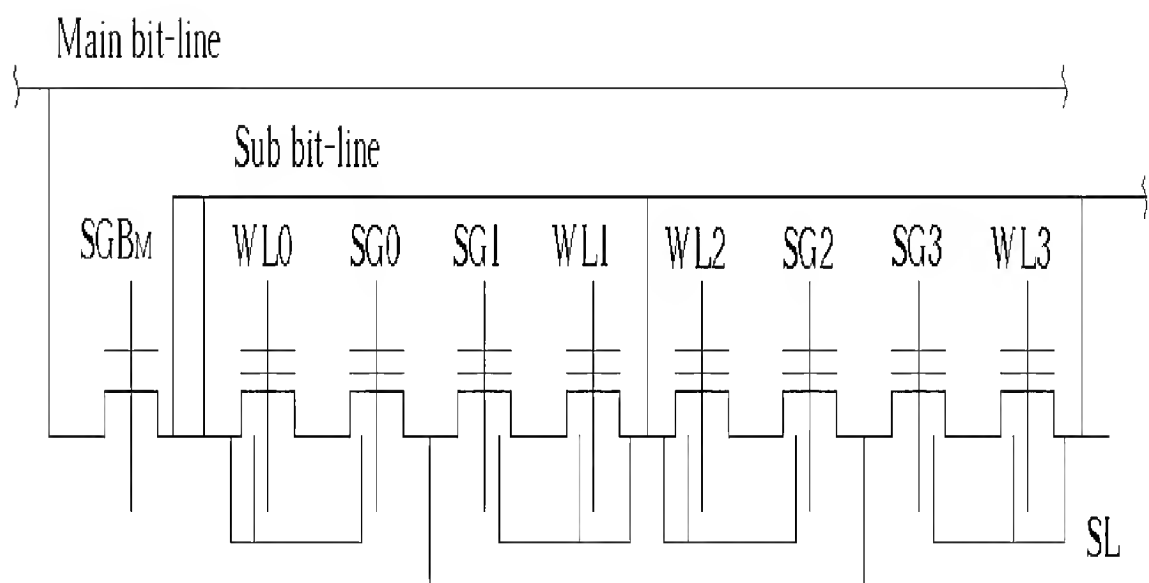 Main bit-line
Sub bit-line
SGBM WL0 SG0 SG1 WL1 WL2 SG2 SG3 WL3
SL